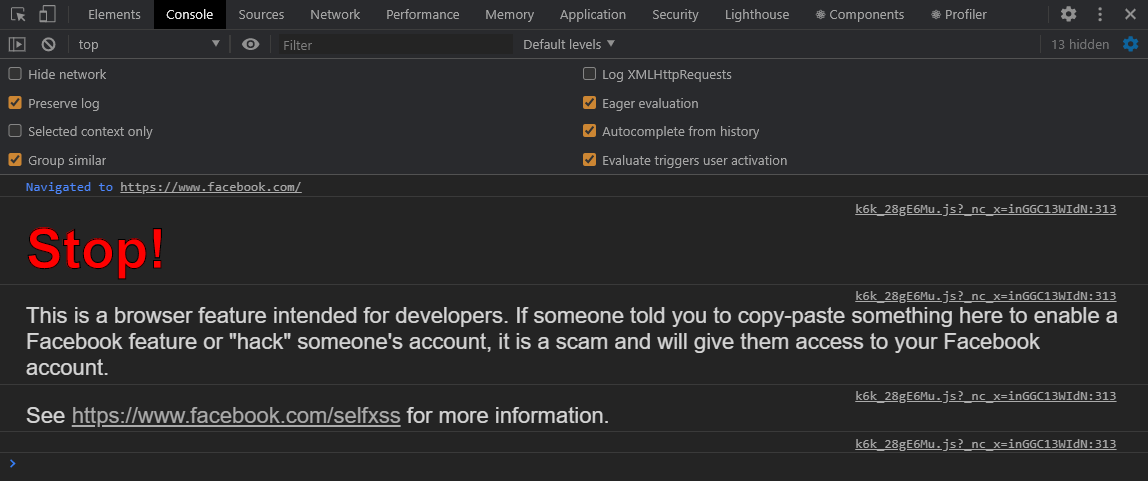 Elements Console Sources Network Performance Memory Application Security Lighthouse Components Profiler
top Filter Default levels 13 hidden
Hide network Log XMLHttpRequests
Preserve log Eager evaluation
Selected context only Autocomplete from history
Group similar Evaluate triggers user activation
Navigated to https://www.facebook.com/
k6k_28gE6Mu.js?_nc_x=inGGC13WIdN:313
Stop!
k6k_28gE6Mu.js?_nc_x=inGGC13WIdN:313
This is a browser feature intended for developers. If someone told you to copy-paste something here to enable a
Facebook feature or "hack" someone's account, it is a scam and will give them access to your Facebook
account.
k6k_28gE6Mu.js?_nc_x=inGGC13WIdN:313
See https://www.facebook.com/selfxss for more information.
k6k_28gE6Mu.js?_nc_x=inGGC13WIdN:313